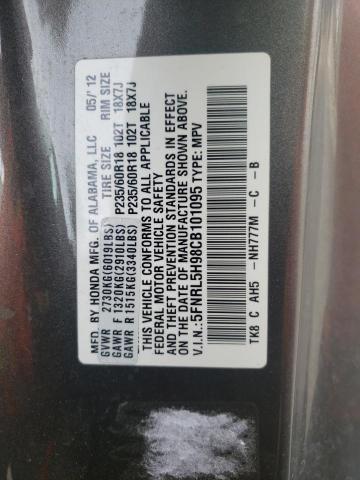 MFD. BY HONDA MFG. OF ALABAMA, LLC 05/'12
TIRE SIZE RIM SIZE
GVWR 2730KG(6019LBS)
GAWR F 1320KG(2910LBS) P235/60R18 102T 18X7J
GAWR R 1515KG(3340LBS) P235/60R18 102T 18X7J
THIS VEHICLE CONFORMS TO ALL APPLICABLE
FEDERAL MOTOR VEHICLE SAFETY
AND THEFT PREVENTION STANDARDS IN EFFECT
ON THE DATE OF MANUFACTURE SHOWN ABOVE.
V.I.N.: 5FNRL5H98CB101095 TYPE: MPV
TK8 C AH5 -NH777M -C -B